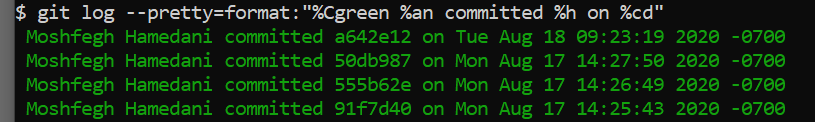 $ git log --pretty=format:"%Cgreen %an committed %h on %cd"
Moshfegh Hamedani committed a642e12 on Tue Aug 18 09:23:19 2020 -0700
Moshfegh Hamedani committed 50db987 on Mon Aug 17 14:27:50 2020 -0700
Moshfegh Hamedani committed 555b62e on Mon Aug 17 14:26:49 2020 -0700
Moshfegh Hamedani committed 91f7d40 on Mon Aug 17 14:25:43 2020 -0700